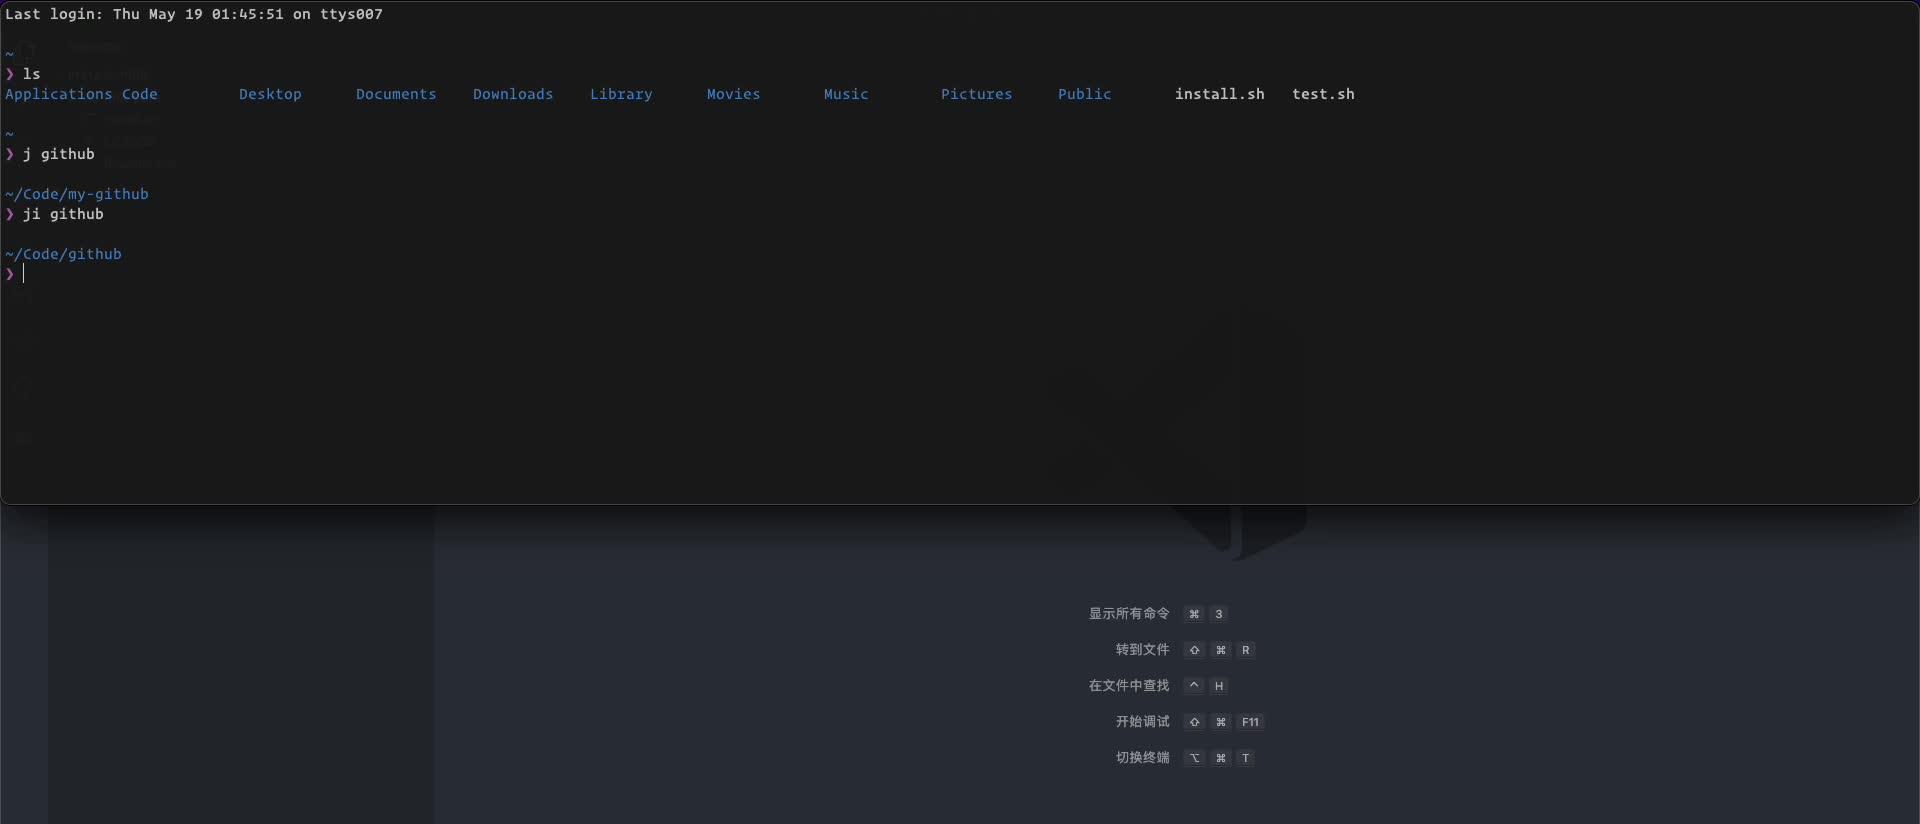 Last login: Thu May 19 01:45:51 on ttys007
~
❯ ls
Applications Code Desktop Documents Downloads Library Movies Music Pictures Public install.sh test.sh
~
❯ j github
~/Code/my-github
❯ ji github
~/Code/github
❯
显示所有命令 ⌘ 3
转到文件 ⇧ ⌘ R
在文件中查找 ^ H
开始调试 ⇧ ⌘ F11
切换终端 ⌥ ⌘ T